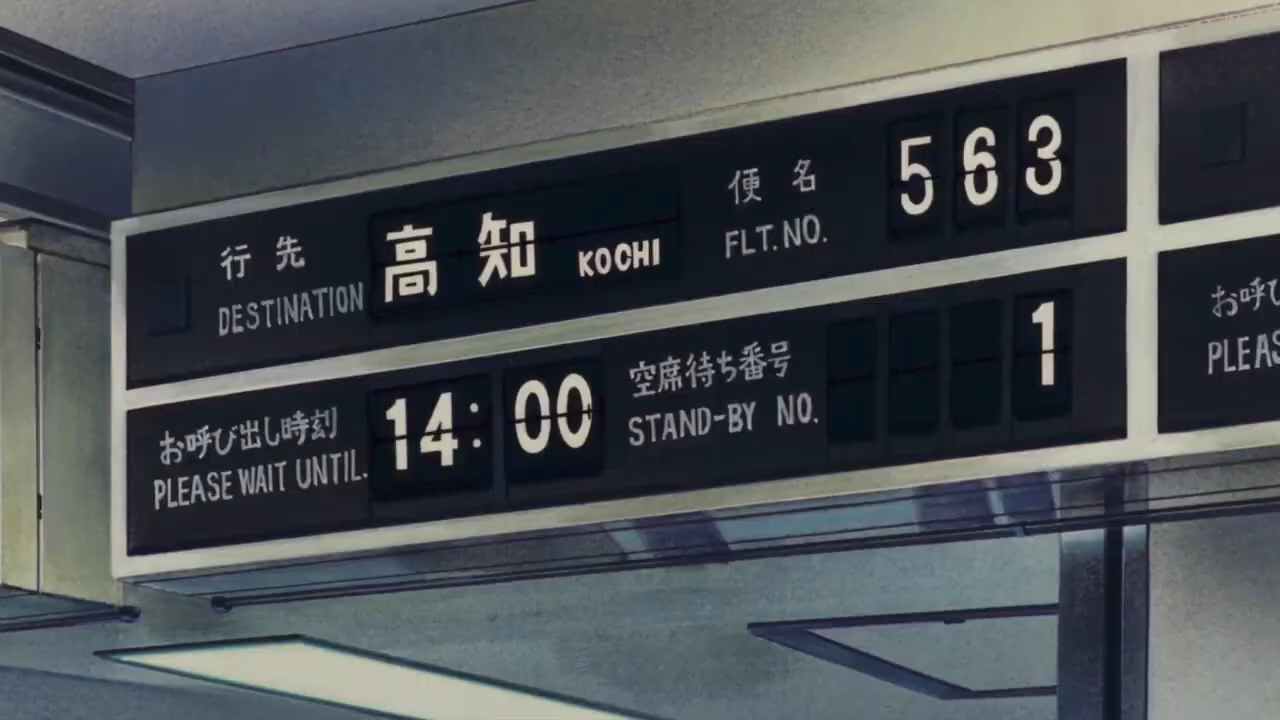 行先 高知 KOCHI 便名 563
DESTINATION FLT.NO.
お呼び出し時刻 14:00 空席待ち番号 1
PLEASE WAIT UNTIL. STAND-BY NO.
お呼び
PLEAS